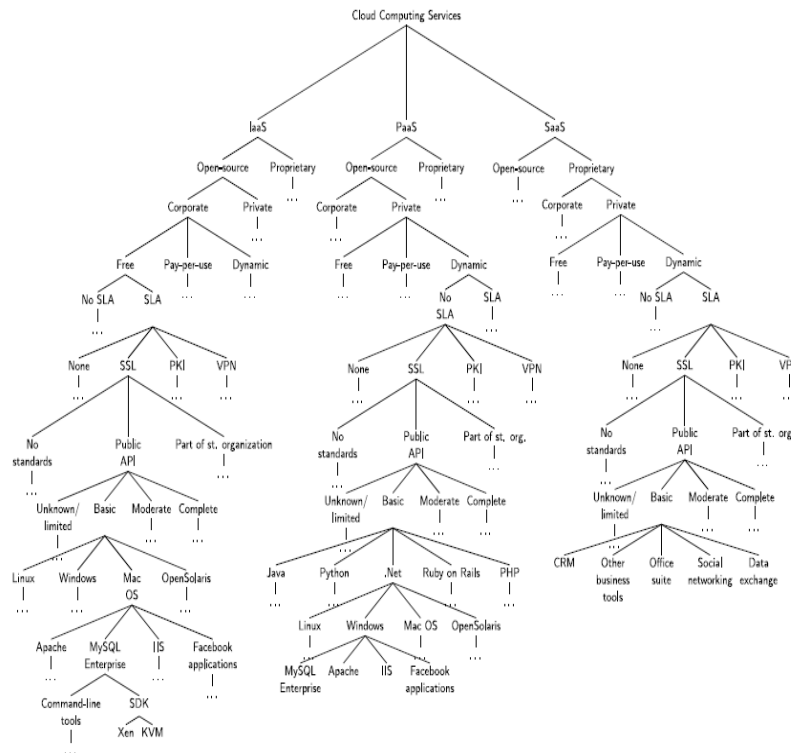 Cloud Computing Services
IaaS PaaS SaaS
Open-source Proprietary Open-source Proprietary Open-source Proprietary
... ... ...
Corporate Private Corporate Private Corporate Private
... ... ...
Free Pay-per-use Dynamic Free Pay-per-use Dynamic Free Pay-per-use Dynamic
... ... ... ... ... ...
No SLA SLA No SLA No SLA SLA
SLA
... ... ...
None SSL PKI VPN None SSL PKI VPN None SSL PKI VP
... ... ... ... ... ... ... ...
No Public Part of st. organization No Public Part of st. org. No Public Part of st. org
standards API standards API standards API
... ... ... ... ... ...
Unknown/ Basic Moderate Complete Unknown/ Basic Moderate Complete Unknown/ Basic Moderate Complete
limited limited limited
... ... ... ... ... ... ... ... ...
Linux Windows Mac OpenSolaris Java Python .Net Ruby on Rails PHP CRM Other Office Social Data
OS business suite networking exchange
tools
... ... ... ... ... ... ...
Apache MySQL IIS Facebook Linux Windows Mac OS OpenSolaris
Enterprise applications
... ... ... ... ... ...
MySQL Apache IIS Facebook
Enterprise applications
Command-line SDK
tools
...
Xen KVM